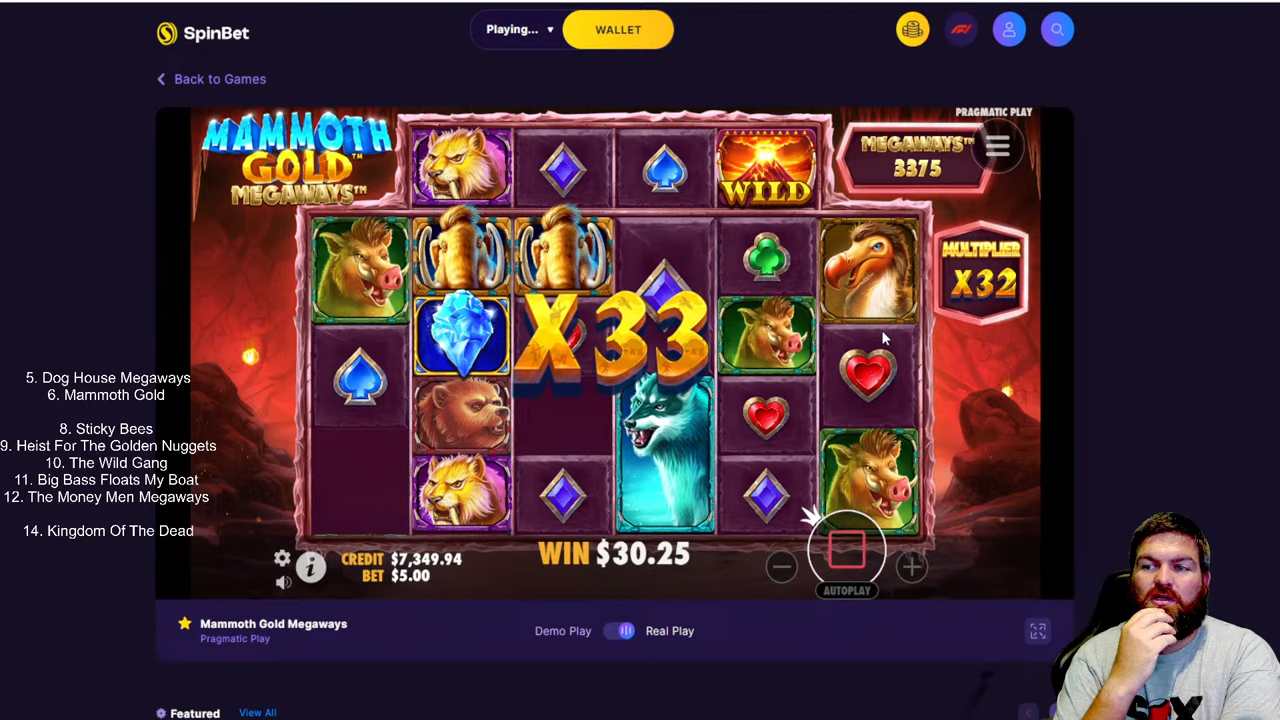 SpinBet
Playing...
WALLET
Back to Games
PRAGMATIC PLAY
MAMMOTH
GOLD™
MEGAWAYS™
WILD
MEGAWAYS™
3375
MULTIPLIER
X32
X33
5. Dog House Megaways
6. Mammoth Gold
8. Sticky Bees
9. Heist For The Golden Nuggets
10. The Wild Gang
11. Big Bass Floats My Boat
12. The Money Men Megaways
14. Kingdom Of The Dead
CREDIT $7,349.94
BET $5.00
WIN $30.25
AUTOPLAY
Mammoth Gold Megaways
Pragmatic Play
Demo Play
Real Play
Featured
View All